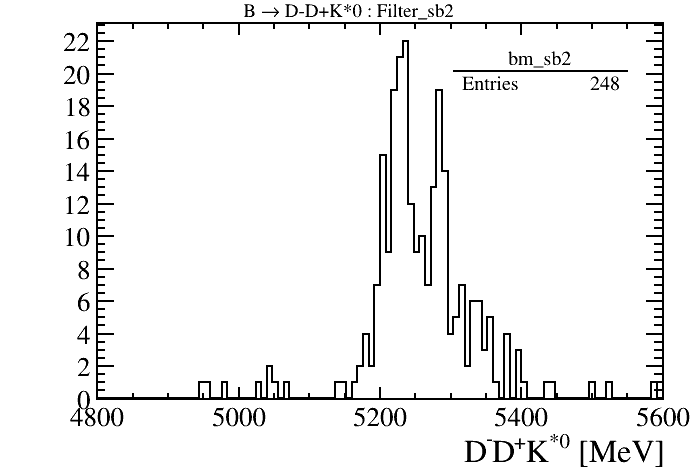 B → D-D+K*0 : Filter_sb2
bm_sb2
Entries 248
22
20
18
16
14
12
10
8
6
4
2
0
4800 5000 5200 5400 5600
D⁻D⁺K*⁰ [MeV]